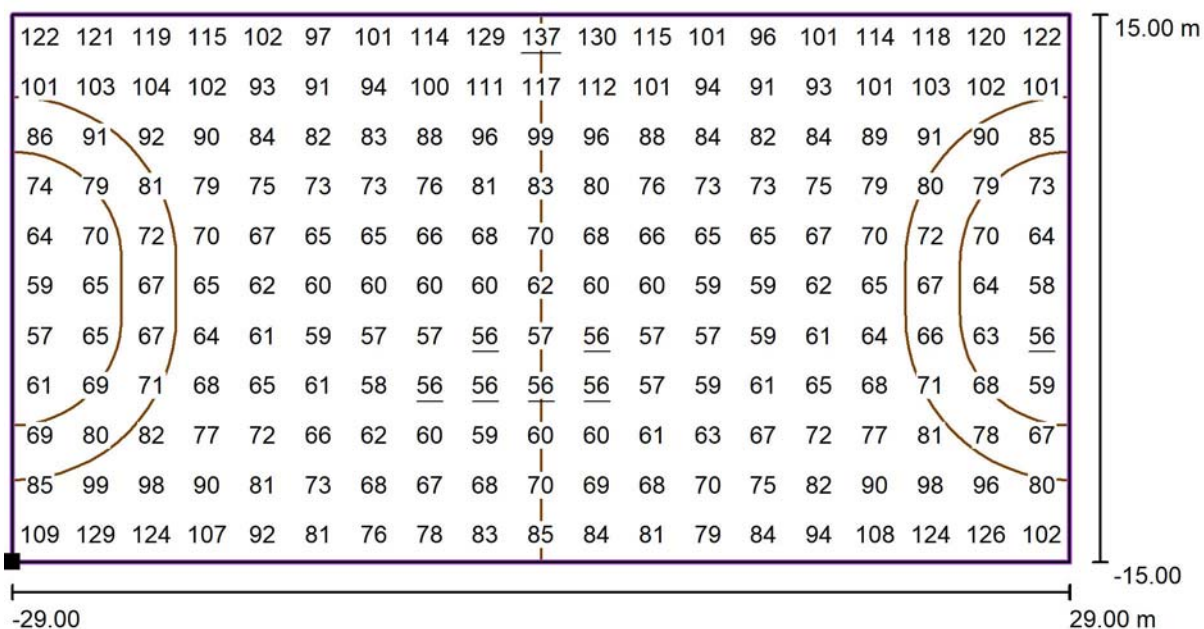 122 121 119 115 102 97 101 114 129 137 130 115 101 96 101 114 118 120 122 15.00 m
101 103 104 102 93 91 94 100 111 117 112 101 94 91 93 101 103 102 101
86 91 92 90 84 82 83 88 96 99 96 88 84 82 84 89 91 90 85
74 79 81 79 75 73 73 76 81 83 80 76 73 73 75 79 80 79 73
64 70 72 70 67 65 65 66 68 70 68 66 65 65 67 70 72 70 64
59 65 67 65 62 60 60 60 60 62 60 60 59 59 62 65 67 64 58
57 65 67 64 61 59 57 57 56 57 56 57 57 59 61 64 66 63 56
61 69 71 68 65 61 58 56 56 56 56 57 59 61 65 68 71 68 59
69 80 82 77 72 66 62 60 59 60 60 61 63 67 72 77 81 78 67
85 99 98 90 81 73 68 67 68 70 69 68 70 75 82 90 98 96 80
109 129 124 107 92 81 76 78 83 85 84 81 79 84 94 108 124 126 102
-15.00
-29.00 29.00 m